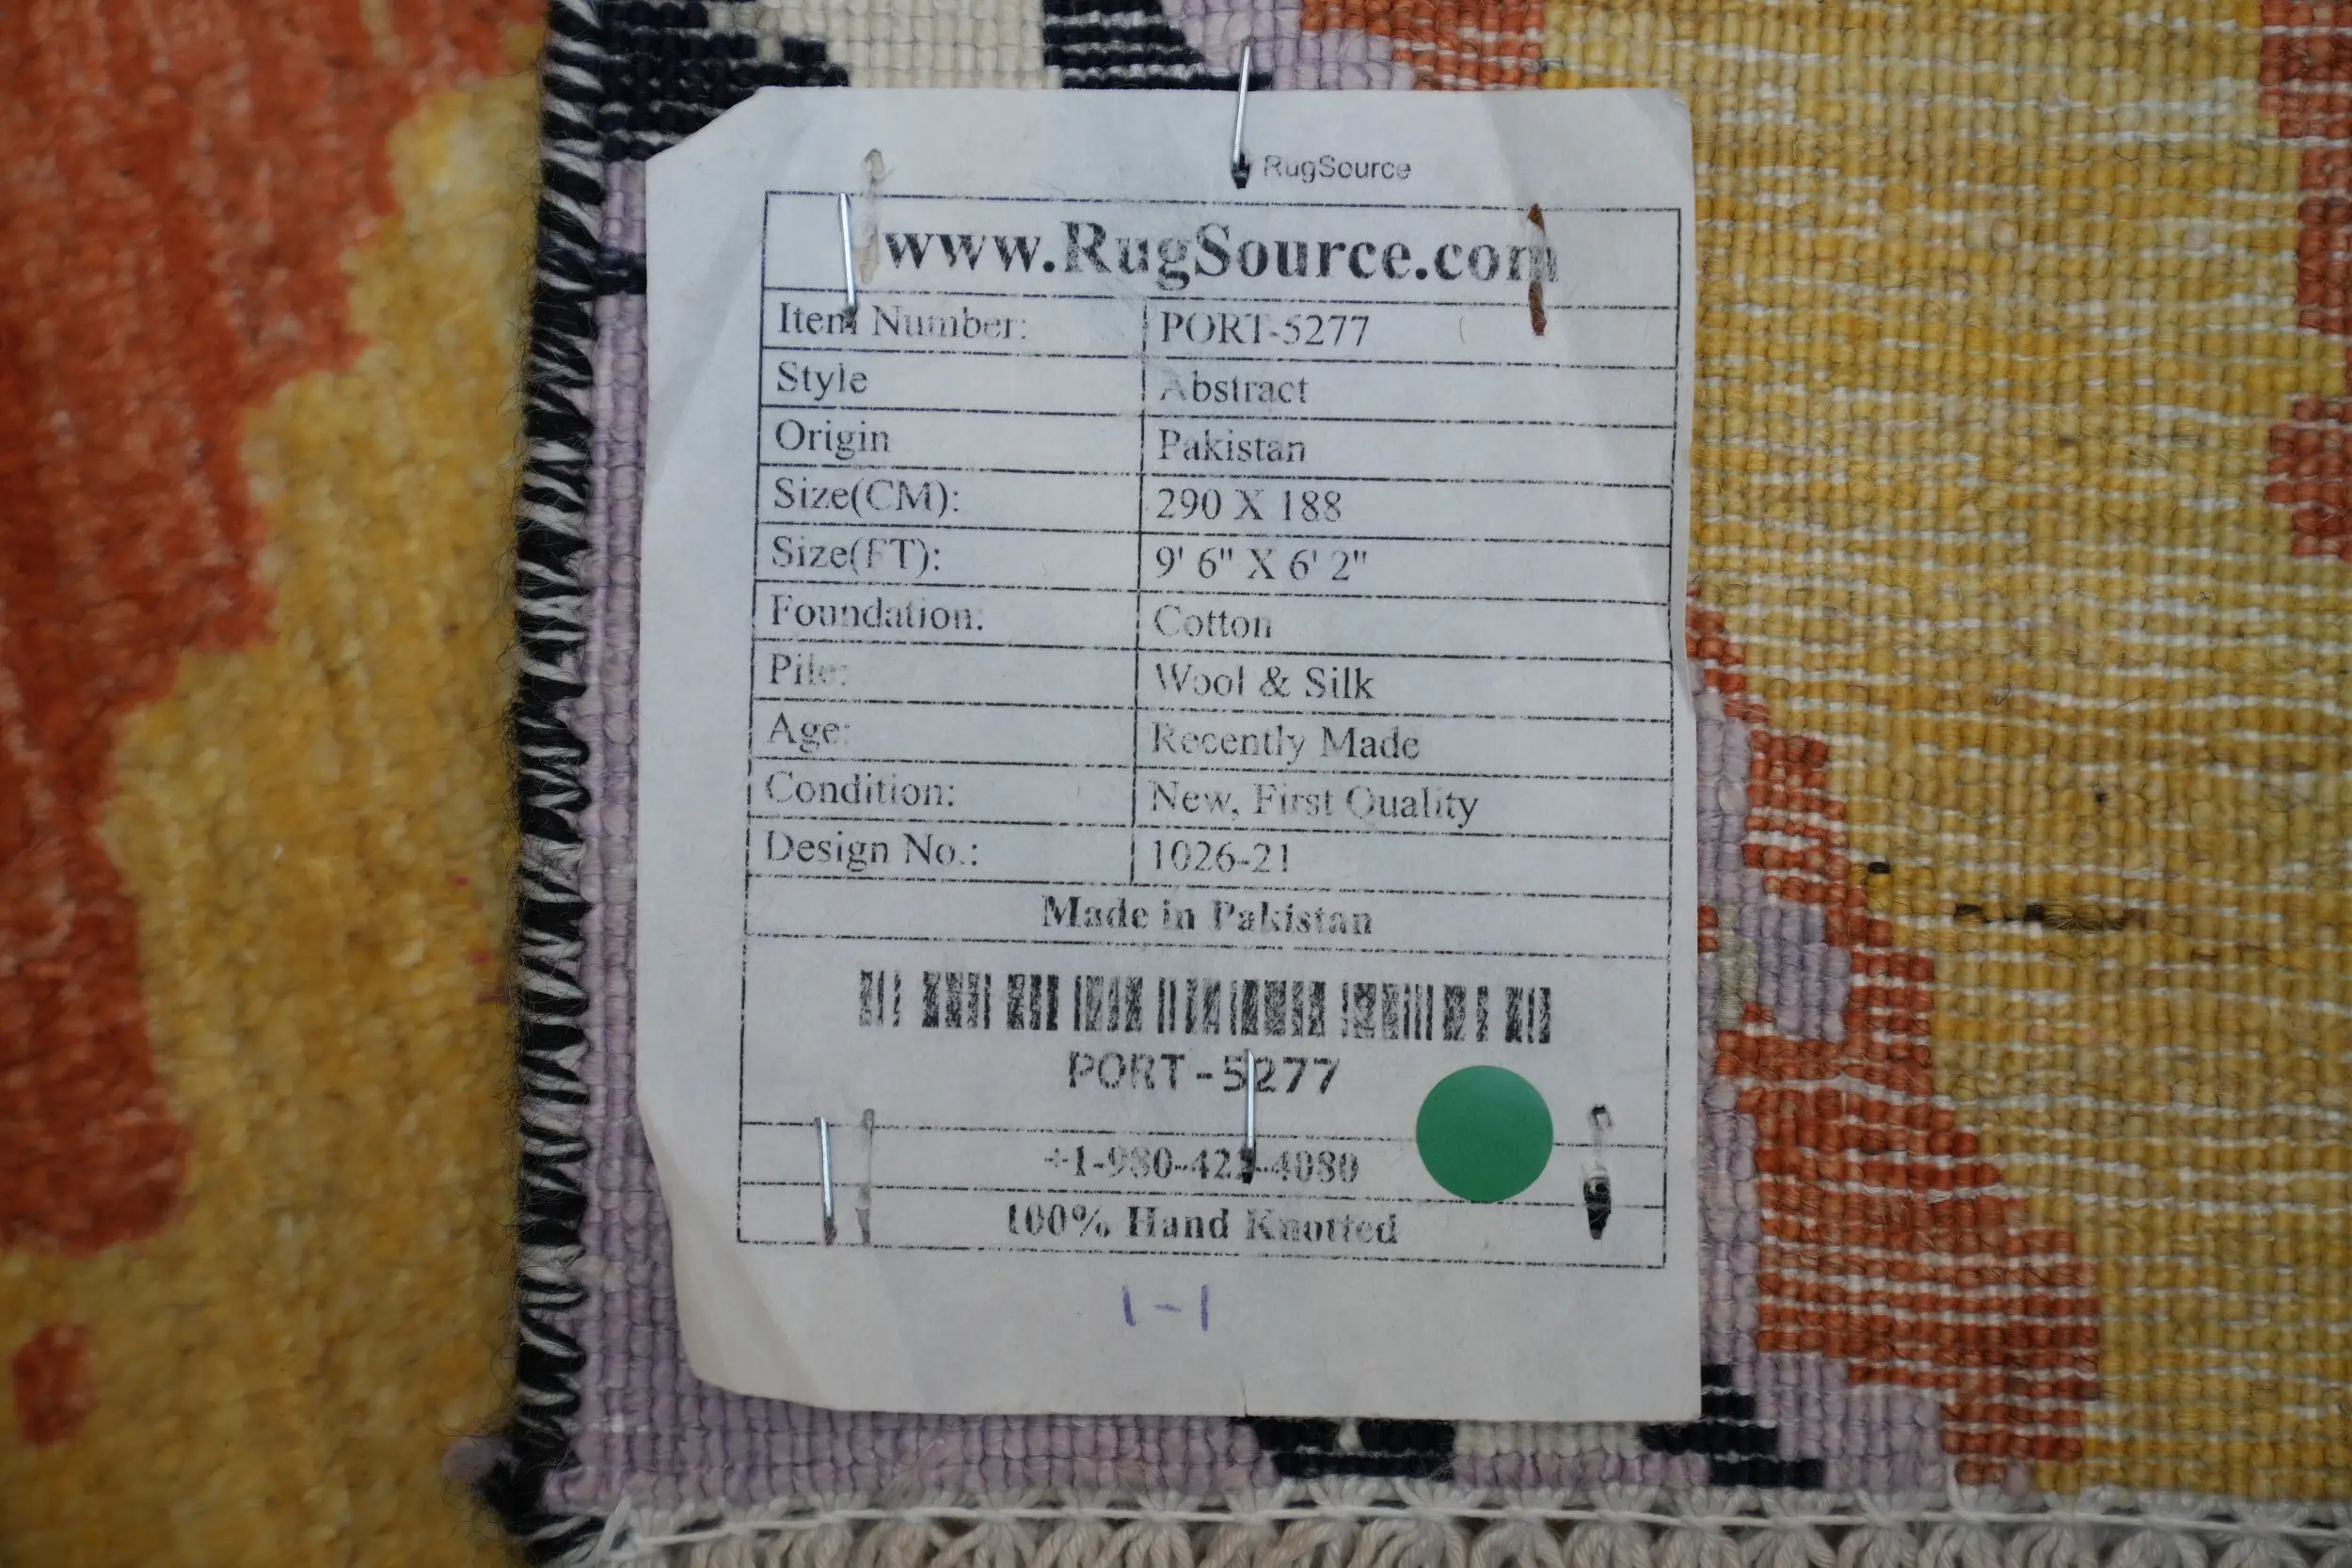 RugSource
www.RugSource.com
Item Number: PORT-5277
Style Abstract
Origin Pakistan
Size(CM): 290 X 188
Size(FT): 9' 6" X 6' 2"
Foundation: Cotton
Pile: Wool & Silk
Age: Recently Made
Condition: New, First Quality
Design No.: 1026-21
Made in Pakistan
PORT-5277
100% Hand Knotted
1-1